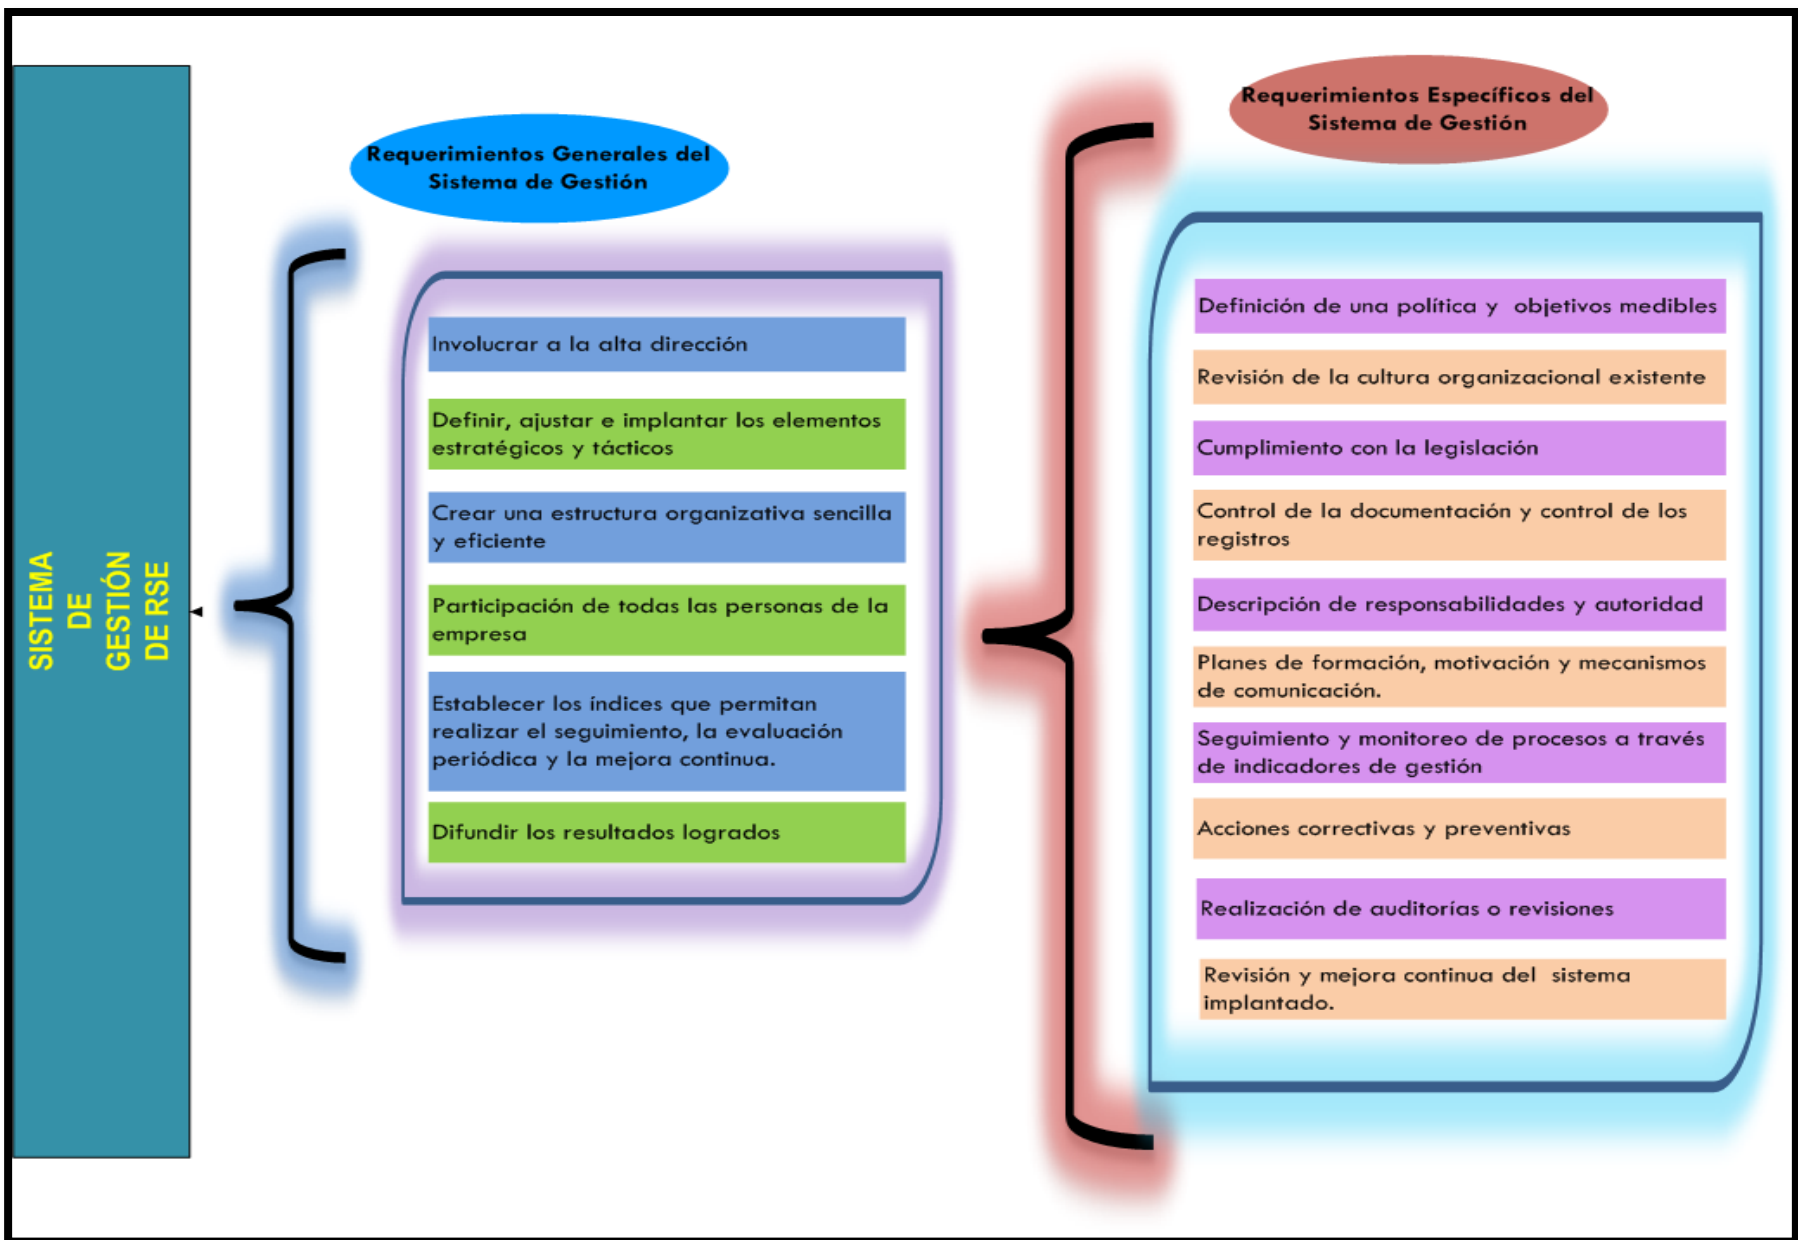 SISTEMA
DE
GESTIÓN
DE RSE
Requerimientos Generales del
Sistema de Gestión
Involucrar a la alta dirección
Definir, ajustar e implantar los elementos
estratégicos y tácticos
Crear una estructura organizativa sencilla
y eficiente
Participación de todas las personas de la
empresa
Establecer los índices que permitan
realizar el seguimiento, la evaluación
periódica y la mejora continua.
Difundir los resultados logrados
Requerimientos Específicos del
Sistema de Gestión
Definición de una política y objetivos medibles
Revisión de la cultura organizacional existente
Cumplimiento con la legislación
Control de la documentación y control de los
registros
Descripción de responsabilidades y autoridad
Planes de formación, motivación y mecanismos
de comunicación.
Seguimiento y monitoreo de procesos a través
de indicadores de gestión
Acciones correctivas y preventivas
Realización de auditorías o revisiones
Revisión y mejora continua del sistema
implantado.